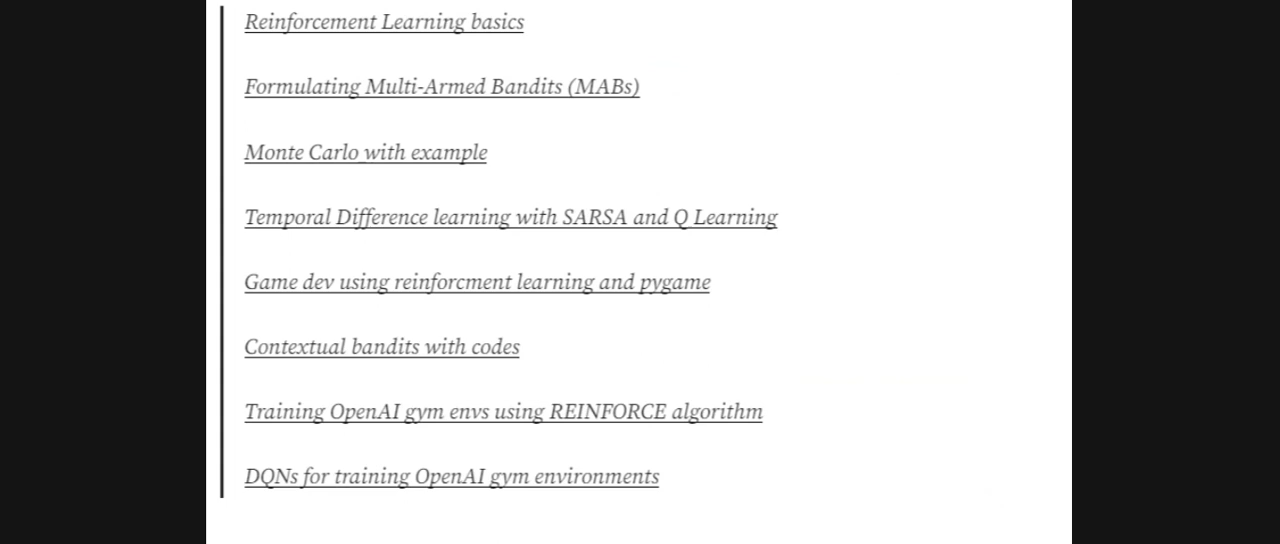 Reinforcement Learning basics
Formulating Multi-Armed Bandits (MABs)
Monte Carlo with example
Temporal Difference learning with SARSA and Q Learning
Game dev using reinforcment learning and pygame
Contextual bandits with codes
Training OpenAI gym envs using REINFORCE algorithm
DQNs for training OpenAI gym environments